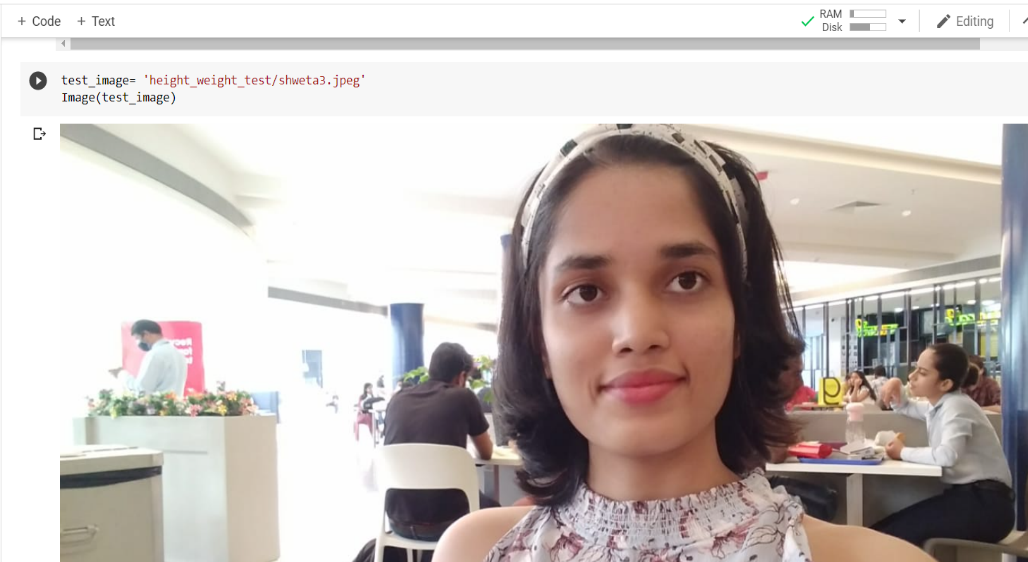 + Code + Text
RAM
Disk
Editing
test_image= 'height_weight_test/shweta3.jpeg'
Image(test_image)